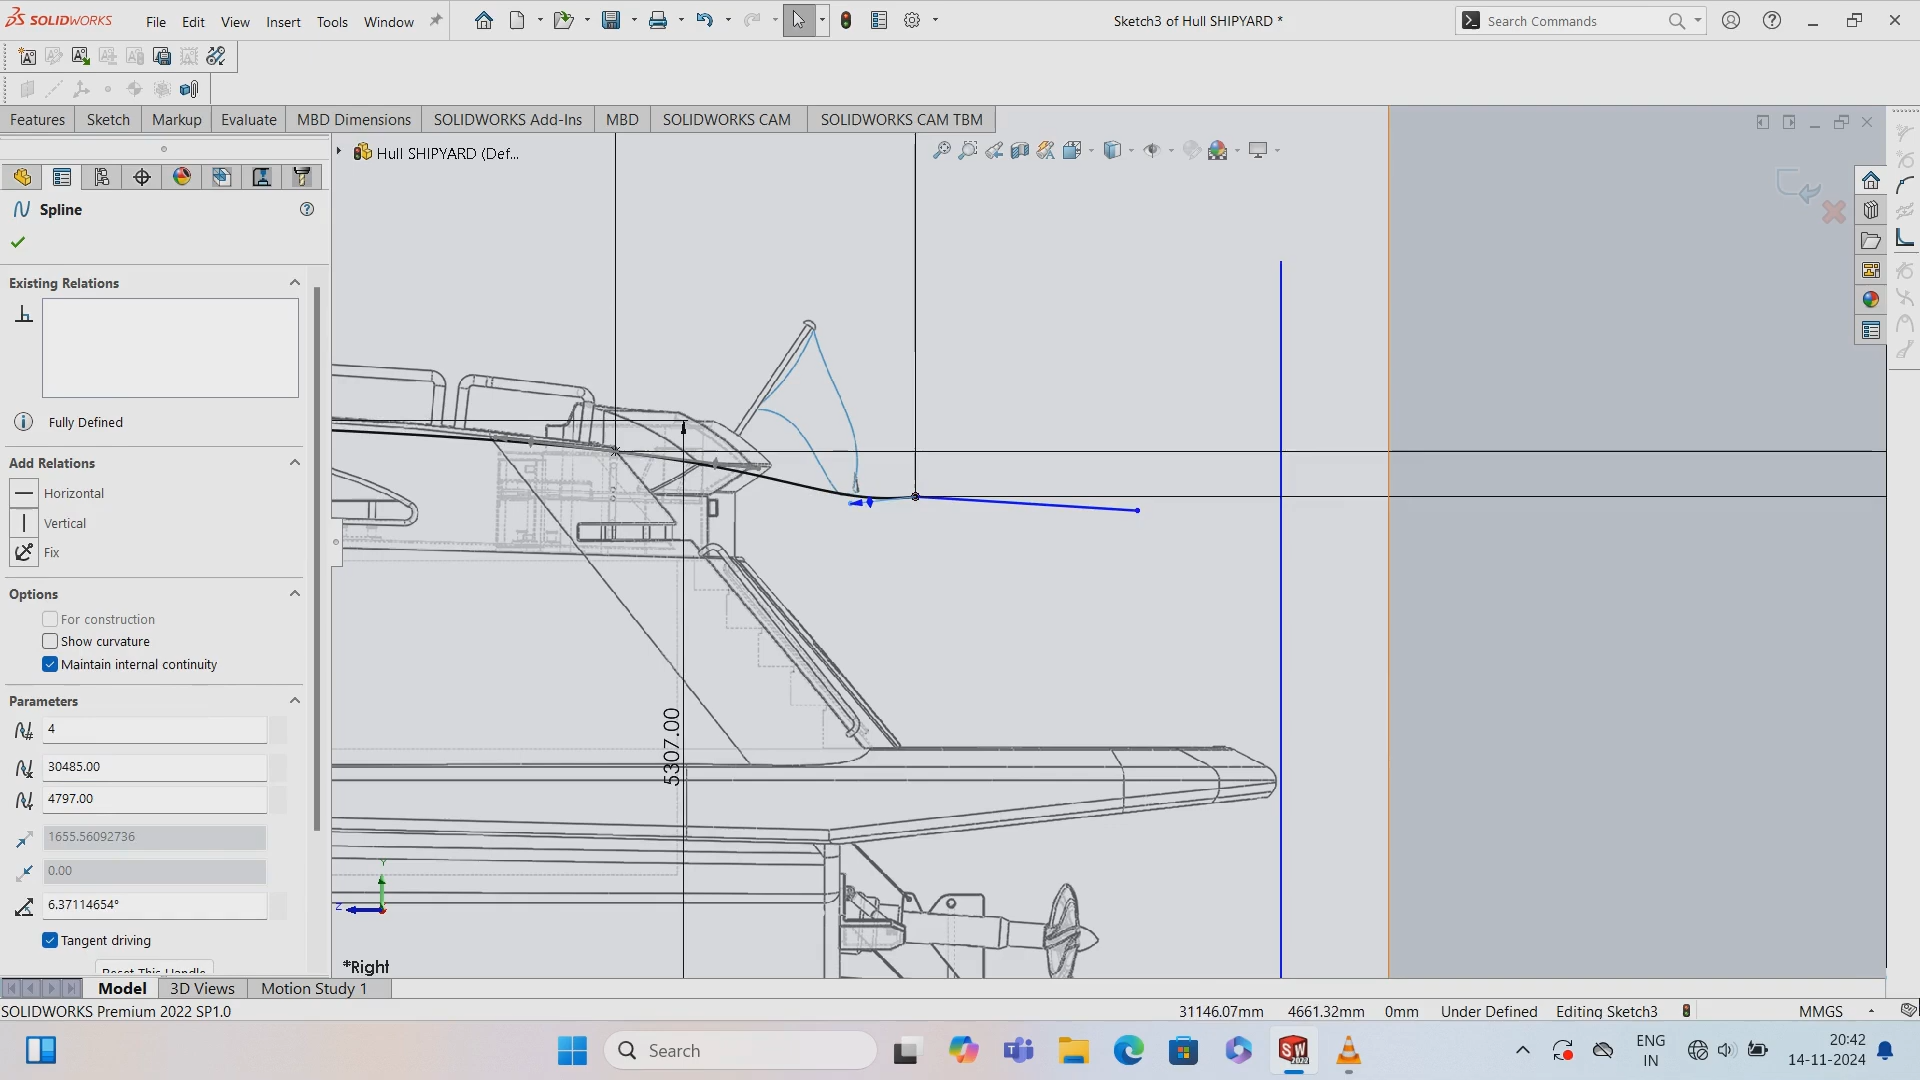 SOLIDWORKS
File
Edit
View
Insert
Tools
Window
Sketch3 of Hull SHIPYARD *
Search Commands
Features
Sketch
Markup
Evaluate
MBD Dimensions
SOLIDWORKS Add-Ins
MBD
SOLIDWORKS CAM
SOLIDWORKS CAM TBM
Hull SHIPYARD (Def...
Spline
Existing Relations
Fully Defined
Add Relations
Horizontal
Vertical
Fix
Options
For construction
Show curvature
Maintain internal continuity
Parameters
4
30485.00
4797.00
1655.56092736
0.00
6.37114654°
Tangent driving
Reset This Handle
5307.00
Y
Z
*Right
Model
3D Views
Motion Study 1
SOLIDWORKS Premium 2022 SP1.0
31146.07mm
4661.32mm
0mm
Under Defined
Editing Sketch3
MMGS
Search
ENG
IN
20:42
14-11-2024